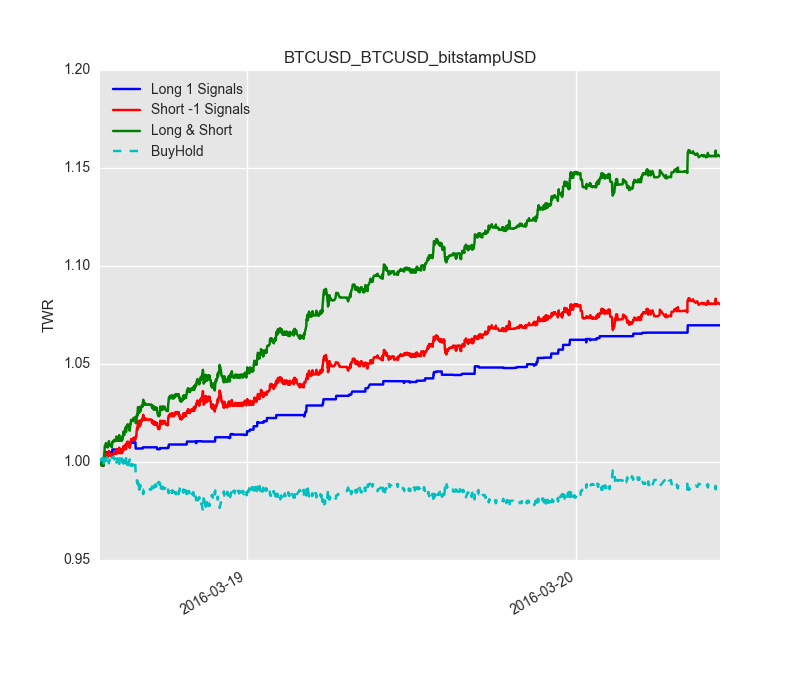 BTCUSD_BTCUSD_bitstampUSD
1.20
Long 1 Signals
Short -1 Signals
Long & Short
BuyHold
1.15
1.10
TWR
1.05
1.00
0.95
2016-03-19
2016-03-20